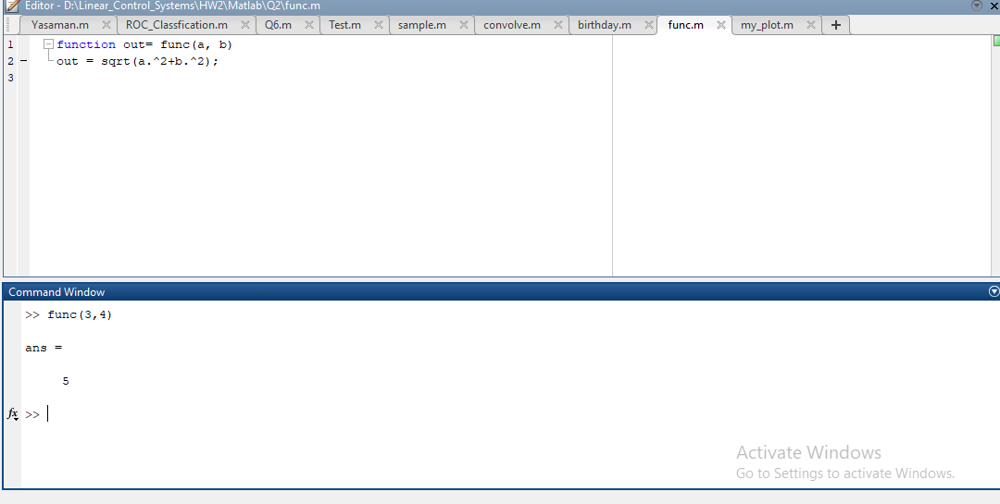 Editor - D:\Linear_Control_Systems\HW2\Matlab\Q2\func.m
Yasaman.m ROC_Classfication.m Q6.m Test.m sample.m convolve.m birthday.m func.m my_plot.m +
1 function out= func(a, b)
2 - out = sqrt(a.^2+b.^2);
3
Command Window
>> func(3,4)
ans =
5
fx >>
Activate Windows
Go to Settings to activate Windows.